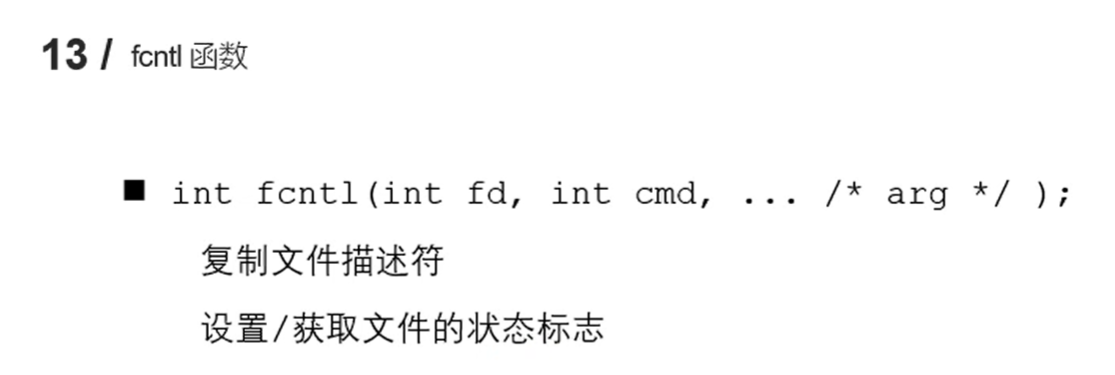 13 / fcntl 函数
■ int fcntl(int fd, int cmd, ... /* arg */ );
复制文件描述符
设置/获取文件的状态标志